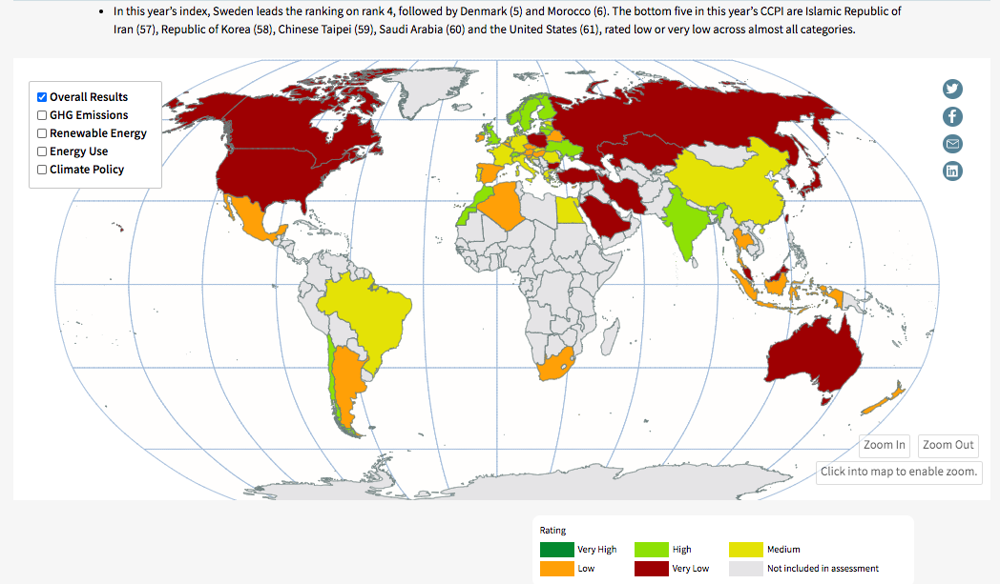 • In this year's index, Sweden leads the ranking on rank 4, followed by Denmark (5) and Morocco (6). The bottom five in this year's CCPI are Islamic Republic of
Iran (57), Republic of Korea (58), Chinese Taipei (59), Saudi Arabia (60) and the United States (61), rated low or very low across almost all categories.
Overall Results
GHG Emissions
Renewable Energy
Energy Use
Climate Policy
Zoom In
Zoom Out
Click into map to enable zoom.
Rating
Very High
High
Medium
Low
Very Low
Not included in assessment